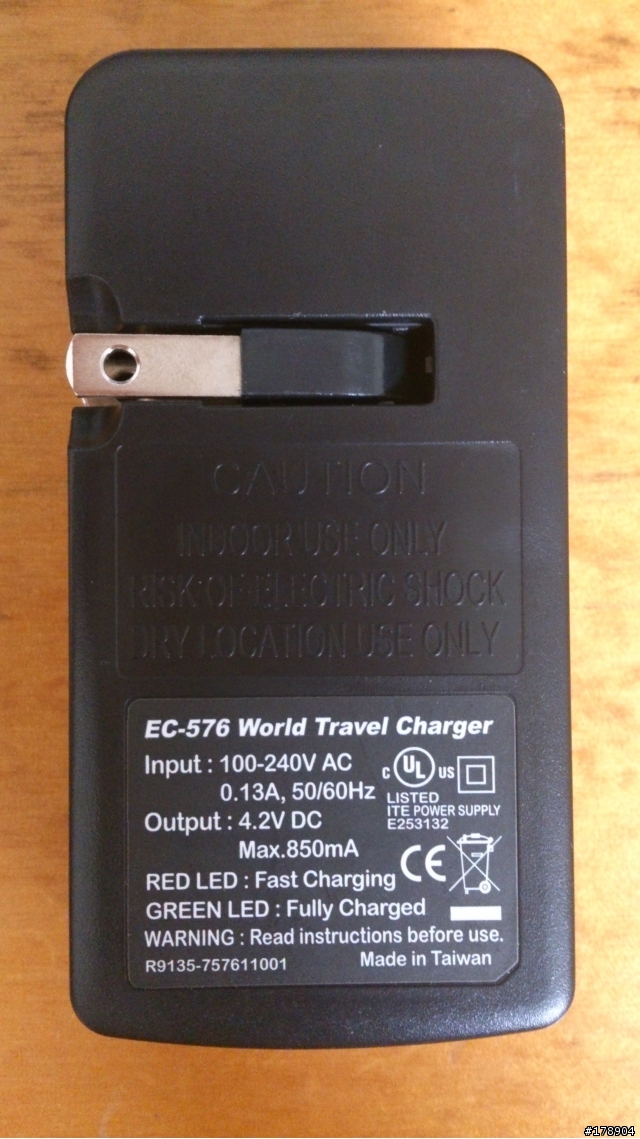 CAUTION
INDOOR USE ONLY
RISK OF ELECTRIC SHOCK
DRY LOCATION USE ONLY
EC-576 World Travel Charger
Input : 100-240V AC
0.13A, 50/60Hz
C UL US
LISTED
ITE POWER SUPPLY
E253132
Output : 4.2V DC
Max.850mA
CE
RED LED : Fast Charging
GREEN LED : Fully Charged
WARNING : Read instructions before use.
R9135-757611001 Made in Taiwan
#178904